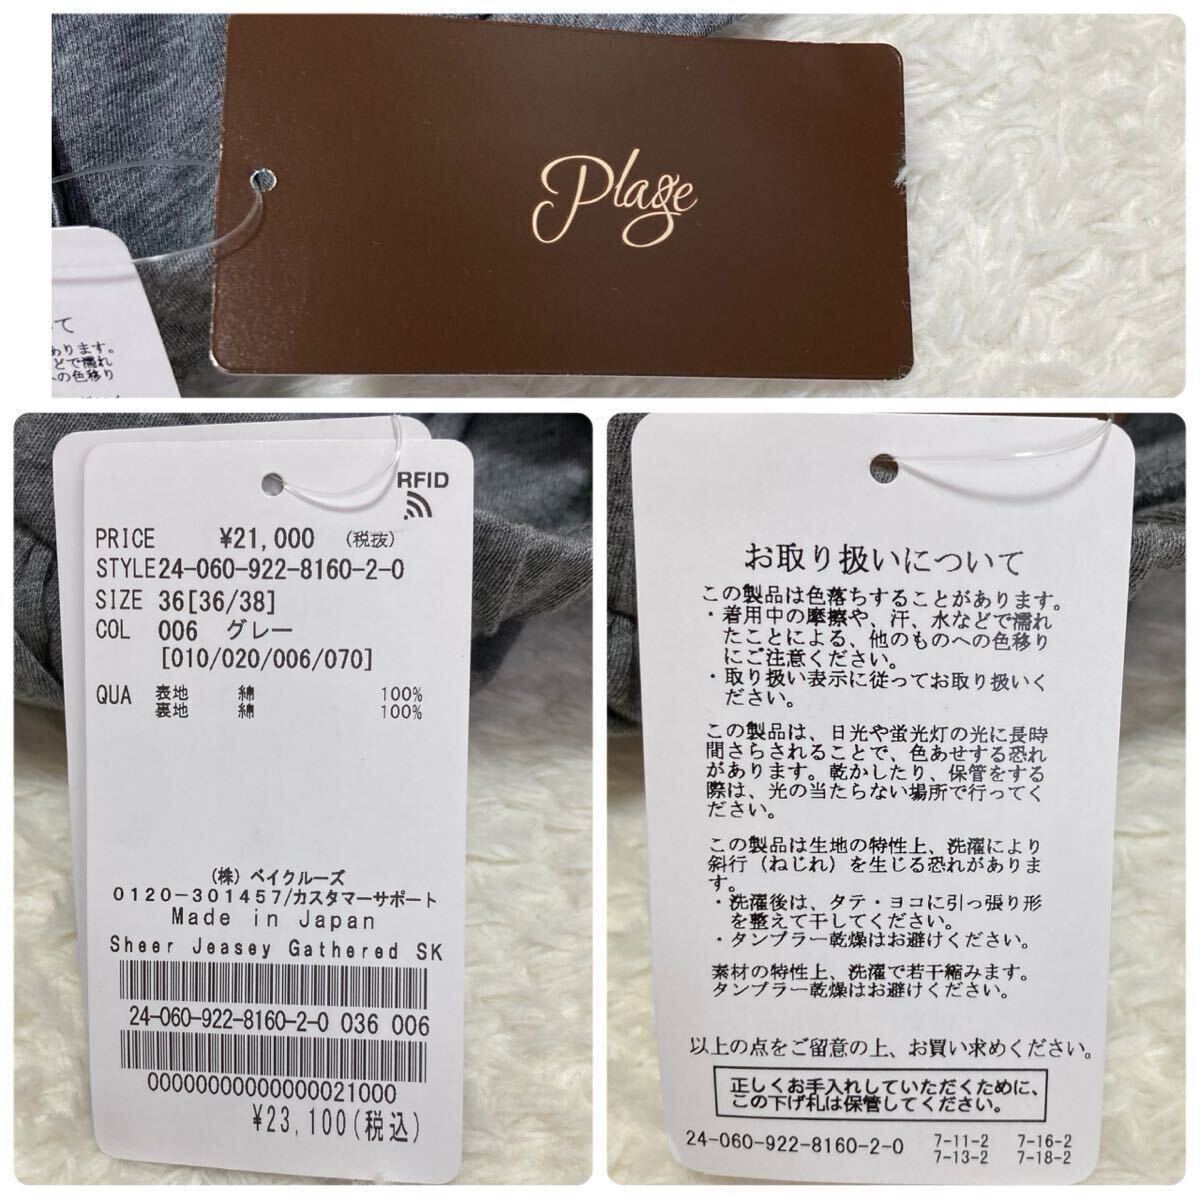 Plage
いて
あります。
どで濡れ
への色移り
RFID
PRICE ¥21,000 (税抜)
STYLE24-060-922-8160-2-0
SIZE 36[36/38]
COL 006 グレー
[010/020/006/070]
QUA 表地 綿 100%
裏地 綿 100%
(株) ベイクルーズ
0120-301457/カスタマーサポート
Made in Japan
Sheer Jeasey Gathered SK
24-060-922-8160-2-0 036 006
0000000000000021000
¥23,100(税込)
お取り扱いについて
この製品は色落ちすることがあります。
・着用中の摩擦や、汗、水などで濡れ
たことによる、他のものへの色移り
にご注意ください。
・取り扱い表示に従ってお取り扱いく
ださい。
この製品は、日光や蛍光灯の光に長時
間さらされることで、色あせする恐れ
があります。乾かしたり、保管をする
際は、光の当たらない場所で行ってく
ださい。
この製品は生地の特性上、洗濯により
斜行（ねじれ）を生じる恐れがありま
す。
・洗濯後は、タテ・ヨコに引っ張り形
を整えて干してください。
・タンブラー乾燥はお避けください。
素材の特性上、洗濯で若干縮みます。
タンブラー乾燥はお避けください。
以上の点をご留意の上、お買い求めください。
正しくお手入れしていただくために、
この下げ札は保管してください。
24-060-922-8160-2-0 7-11-2 7-16-2
7-13-2 7-18-2